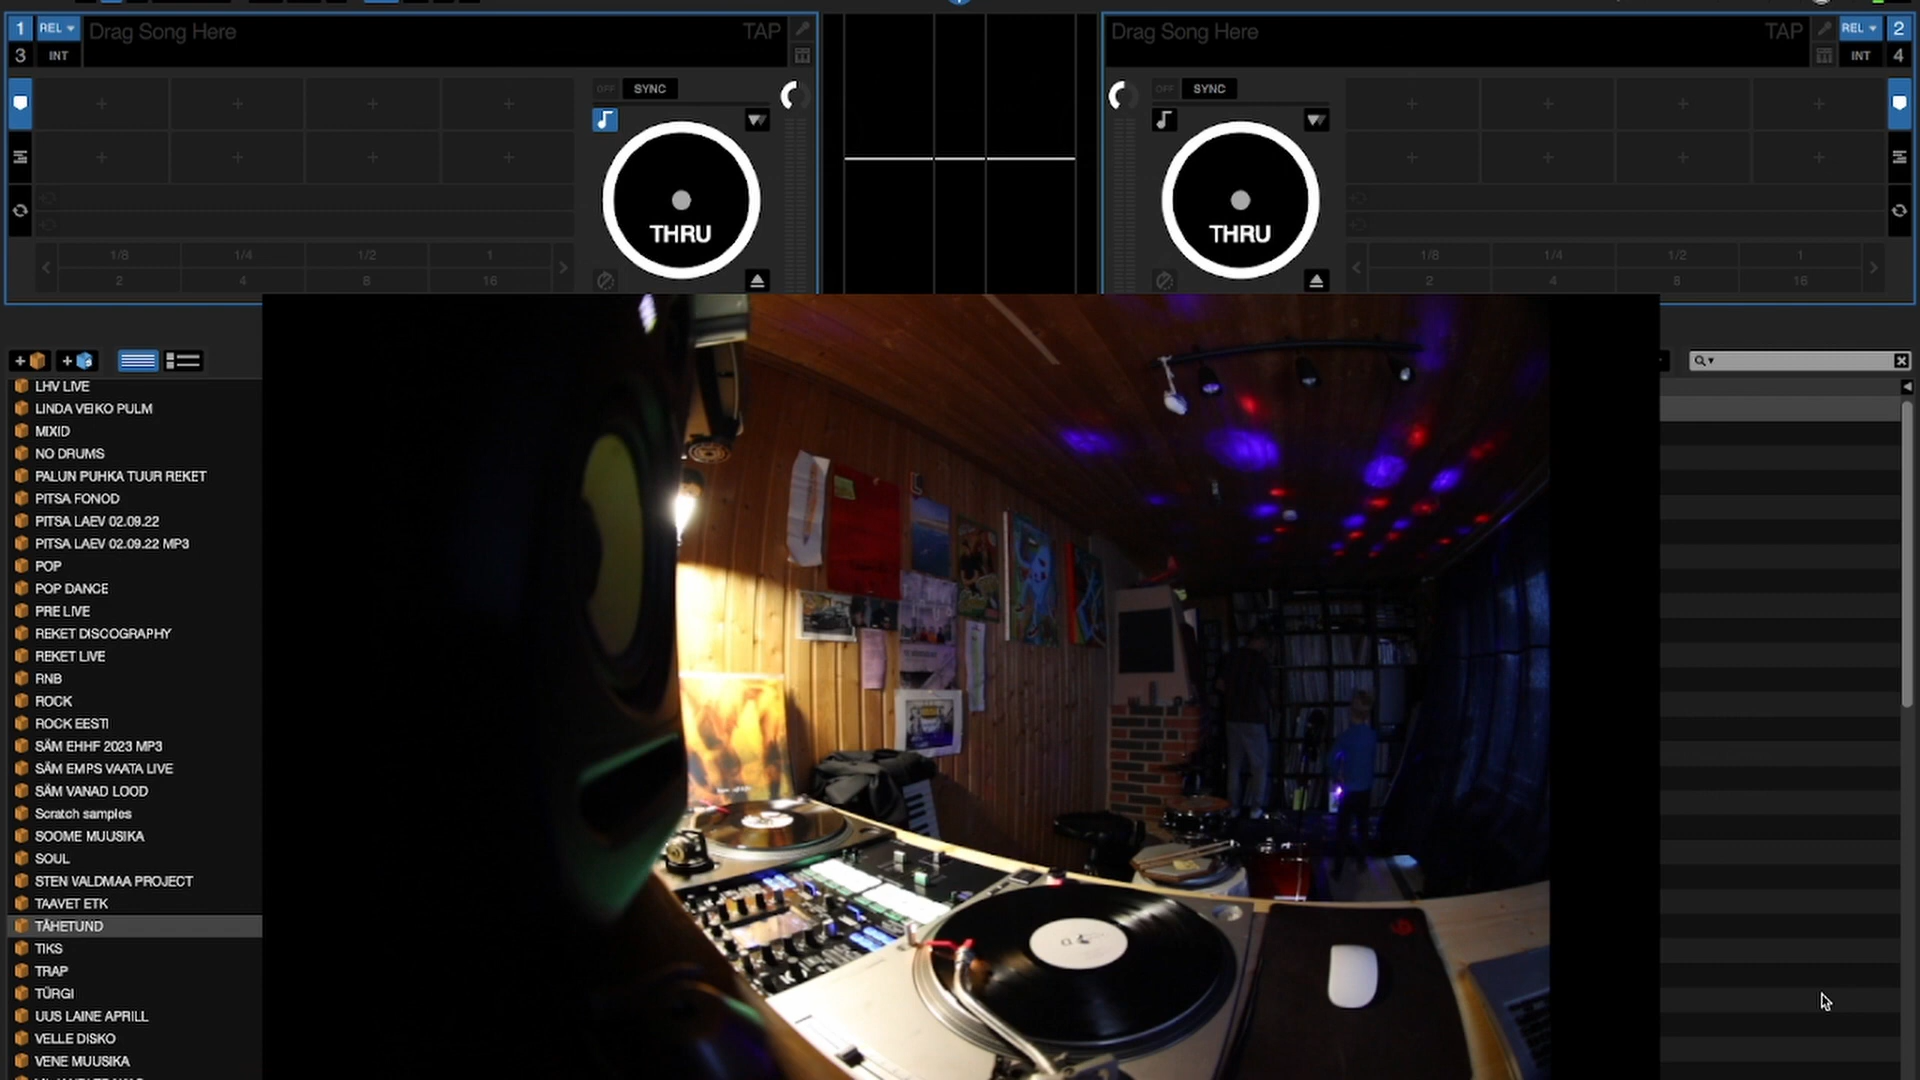 1 REL Drag Song Here TAP
3 INT
Drag Song Here TAP REL 2
INT 4
OFF SYNC
OFF SYNC
THRU
THRU
1/8 1/4 1/2 1
2 4 8 16
1/8 1/4 1/2 1
2 4 8 16
LHV LIVE
LINDA VEIKO PULM
MIXID
NO DRUMS
PALUN PUHKA TUUR REKET
PITSA FONOD
PITSA LAEV 02.09.22
PITSA LAEV 02.09.22 MP3
POP
POP DANCE
PRE LIVE
REKET DISCOGRAPHY
REKET LIVE
RNB
ROCK
ROCK EESTI
SÄM EHHF 2023 MP3
SÄM EMPS VAATA LIVE
SÄM VANAD LOOD
Scratch samples
SOOME MUUSIKA
SOUL
STEN VALDMAA PROJECT
TAAVET ETK
TÄHETUND
TIKS
TRAP
TÜRGI
UUS LAINE APRILL
VELLE DISKO
VENE MUUSIKA